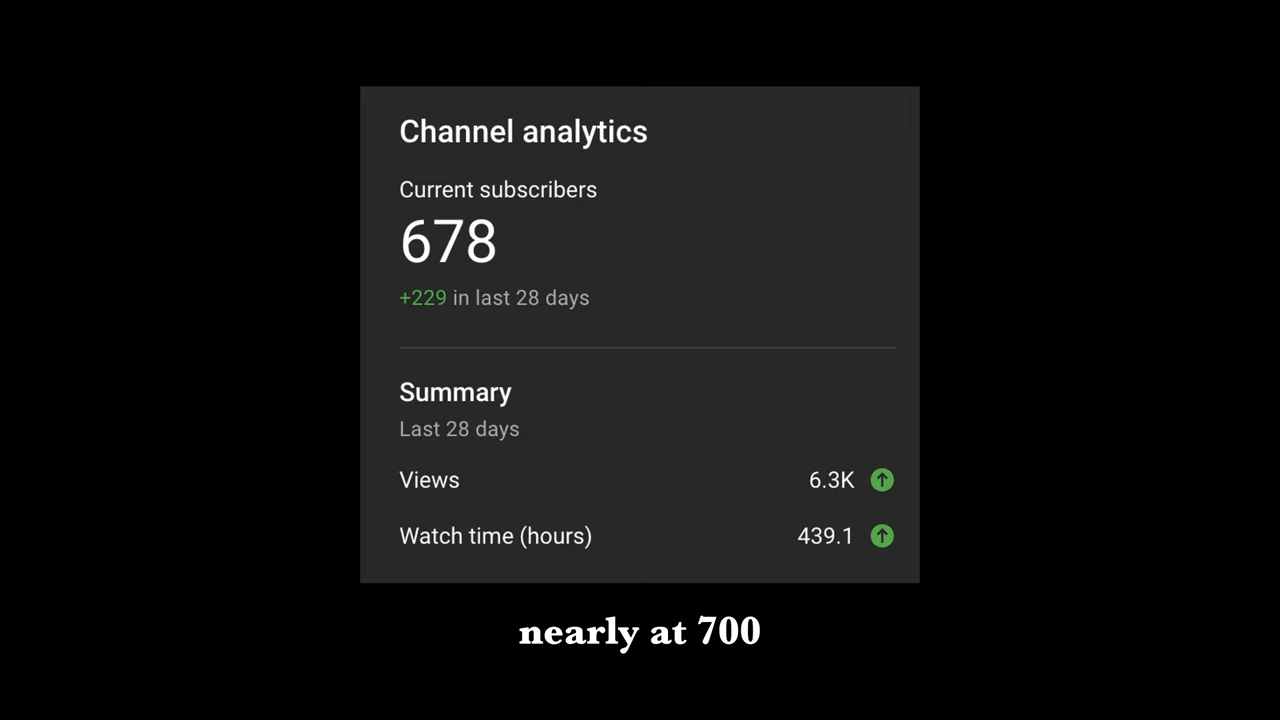 Channel analytics
Current subscribers
678
+229 in last 28 days
Summary
Last 28 days
Views 6.3K
Watch time (hours) 439.1
nearly at 700